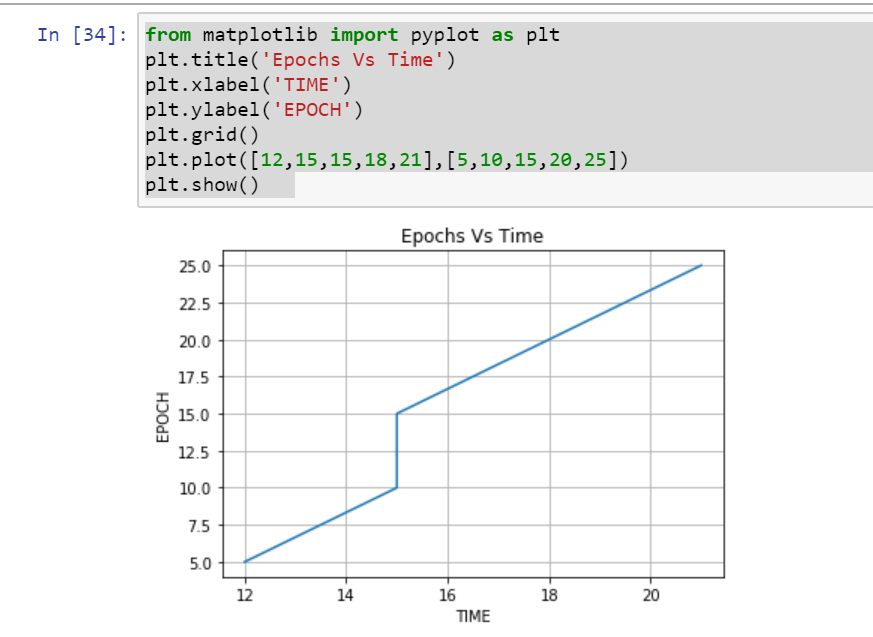 In [34]: from matplotlib import pyplot as plt
plt.title('Epochs Vs Time')
plt.xlabel('TIME')
plt.ylabel('EPOCH')
plt.grid()
plt.plot([12,15,15,18,21],[5,10,15,20,25])
plt.show()
Epochs Vs Time
25.0
22.5
20.0
17.5
15.0
12.5
10.0
7.5
5.0
EPOCH
12 14 16 18 20
TIME